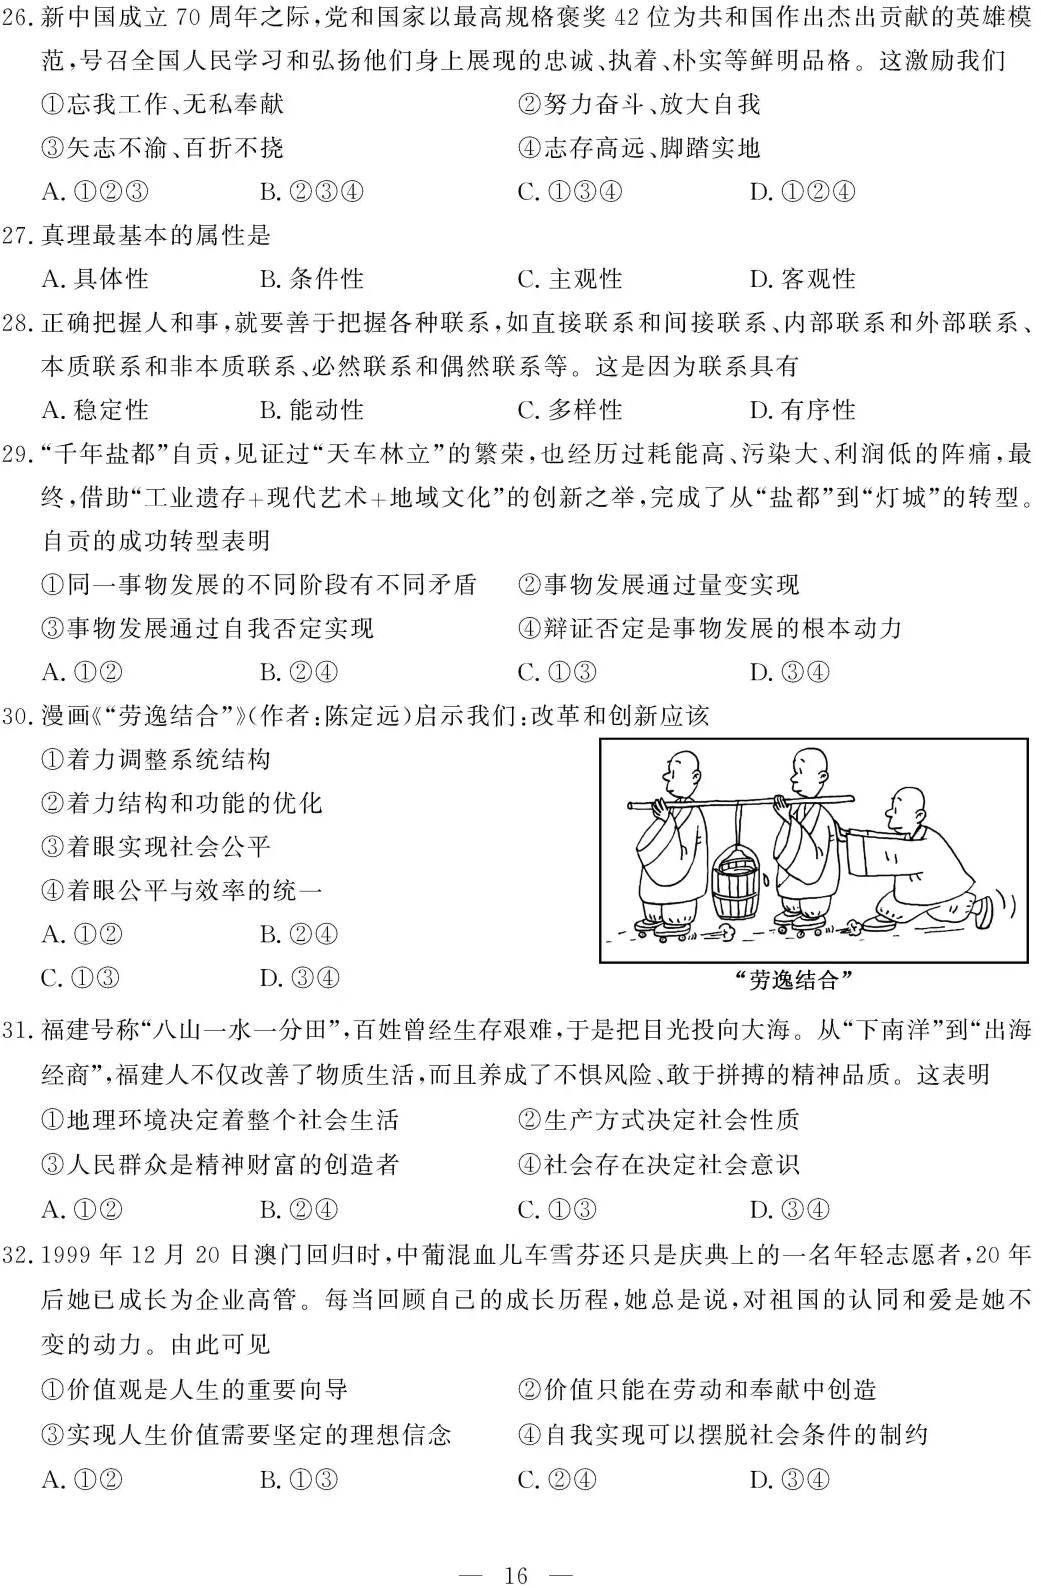 26. 新中国成立 70 周年之际,党和国家以最高规格褒奖 42 位为共和国作出杰出贡献的英雄模
范,号召全国人民学习和弘扬他们身上展现的忠诚、执着、朴实等鲜明品格。这激励我们
①忘我工作、无私奉献 ②努力奋斗、放大自我
③矢志不渝、百折不挠 ④志存高远、脚踏实地
A. ①②③ B. ②③④ C. ①③④ D. ①②④
27. 真理最基本的属性是
A. 具体性 B. 条件性 C. 主观性 D. 客观性
28. 正确把握人和事,就要善于把握各种联系,如直接联系和间接联系、内部联系和外部联系、
本质联系和非本质联系、必然联系和偶然联系等。这是因为联系具有
A. 稳定性 B. 能动性 C. 多样性 D. 有序性
29. “千年盐都”自贡,见证过“天车林立”的繁荣,也经历过耗能高、污染大、利润低的阵痛,最
终,借助“工业遗存+现代艺术+地域文化”的创新之举,完成了从“盐都”到“灯城”的转型。
自贡的成功转型表明
①同一事物发展的不同阶段有不同矛盾 ②事物发展通过量变实现
③事物发展通过自我否定实现 ④辩证否定是事物发展的根本动力
A. ①② B. ②④ C. ①③ D. ③④
30. 漫画《“劳逸结合”》(作者:陈定远)启示我们:改革和创新应该
①着力调整系统结构
②着力结构和功能的优化
③着眼实现社会公平
④着眼公平与效率的统一
A. ①② B. ②④
C. ①③ D. ③④
“劳逸结合”
31. 福建号称“八山一水一分田”,百姓曾经生存艰难,于是把目光投向大海。从“下南洋”到“出海
经商”,福建人不仅改善了物质生活,而且养成了不惧风险、敢于拼搏的精神品质。这表明
①地理环境决定着整个社会生活 ②生产方式决定社会性质
③人民群众是精神财富的创造者 ④社会存在决定社会意识
A. ①② B. ②④ C. ①③ D. ③④
32. 1999 年 12 月 20 日澳门回归时,中葡混血儿车雪芬还只是庆典上的一名年轻志愿者,20 年
后她已成长为企业高管。每当回顾自己的成长历程,她总是说,对祖国的认同和爱是她不
变的动力。由此可见
①价值观是人生的重要向导 ②价值只能在劳动和奉献中创造
③实现人生价值需要坚定的理想信念 ④自我实现可以摆脱社会条件的制约
A. ①② B. ①③ C. ②④ D. ③④
— 16 —